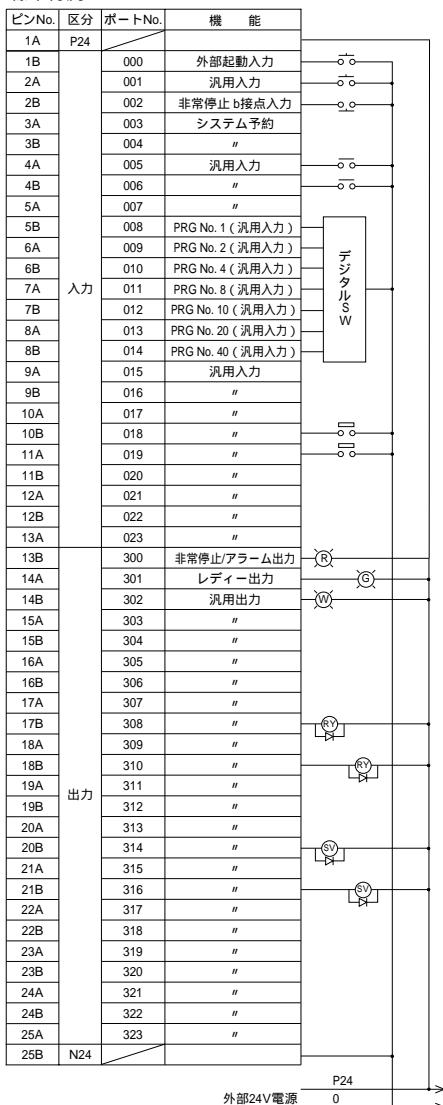 ピンNo. 区分 ポートNo. 機 能
1A P24
1B 000 外部起動入力
2A 001 汎用入力
2B 002 非常停止 b接点入力
3A 003 システム予約
3B 004 〃
4A 005 汎用入力
4B 006 〃
5A 007 〃
5B 008 PRG No. 1(汎用入力)
6A 009 PRG No. 2(汎用入力)
6B 010 PRG No. 4(汎用入力)
7A 入力 011 PRG No. 8(汎用入力)
7B 012 PRG No. 10(汎用入力)
8A 013 PRG No. 20(汎用入力)
8B 014 PRG No. 40(汎用入力)
デジタルSW
9A 015 汎用入力
9B 016 〃
10A 017 〃
10B 018 〃
11A 019 〃
11B 020 〃
12A 021 〃
12B 022 〃
13A 023 〃
13B 300 非常停止/アラーム出力 R
14A 301 レディー出力 G
14B 302 汎用出力 W
15A 303 〃
15B 304 〃
16A 305 〃
16B 306 〃
17A 307 〃
17B 308 〃 RY
18A 309 〃
18B 310 〃 RY
19A 出力 311 〃
19B 312 〃
20A 313 〃
20B 314 〃 SV
21A 315 〃
21B 316 〃 SV
22A 317 〃
22B 318 〃
23A 319 〃
23B 320 〃
24A 321 〃
24B 322 〃
25A 323 〃
25B N24
P24
外部24V電源 0